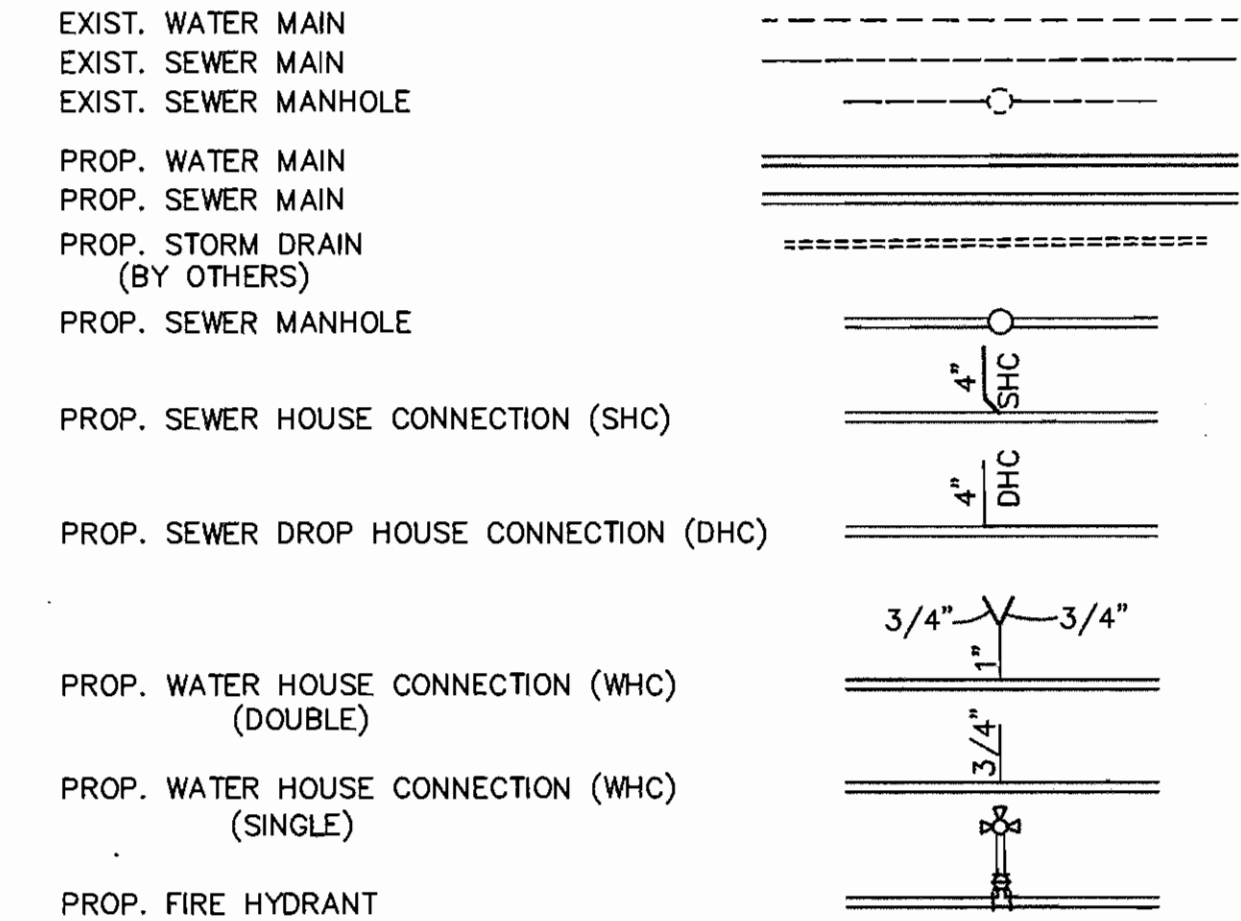 EXIST. WATER MAIN
EXIST. SEWER MAIN
EXIST. SEWER MANHOLE
PROP. WATER MAIN
PROP. SEWER MAIN
PROP. STORM DRAIN
(BY OTHERS)
PROP. SEWER MANHOLE
4"
SHC
PROP. SEWER HOUSE CONNECTION (SHC)
4"
DHC
PROP. SEWER DROP HOUSE CONNECTION (DHC)
3/4" 3/4"
1"
PROP. WATER HOUSE CONNECTION (WHC)
(DOUBLE)
3/4"
PROP. WATER HOUSE CONNECTION (WHC)
(SINGLE)
PROP. FIRE HYDRANT